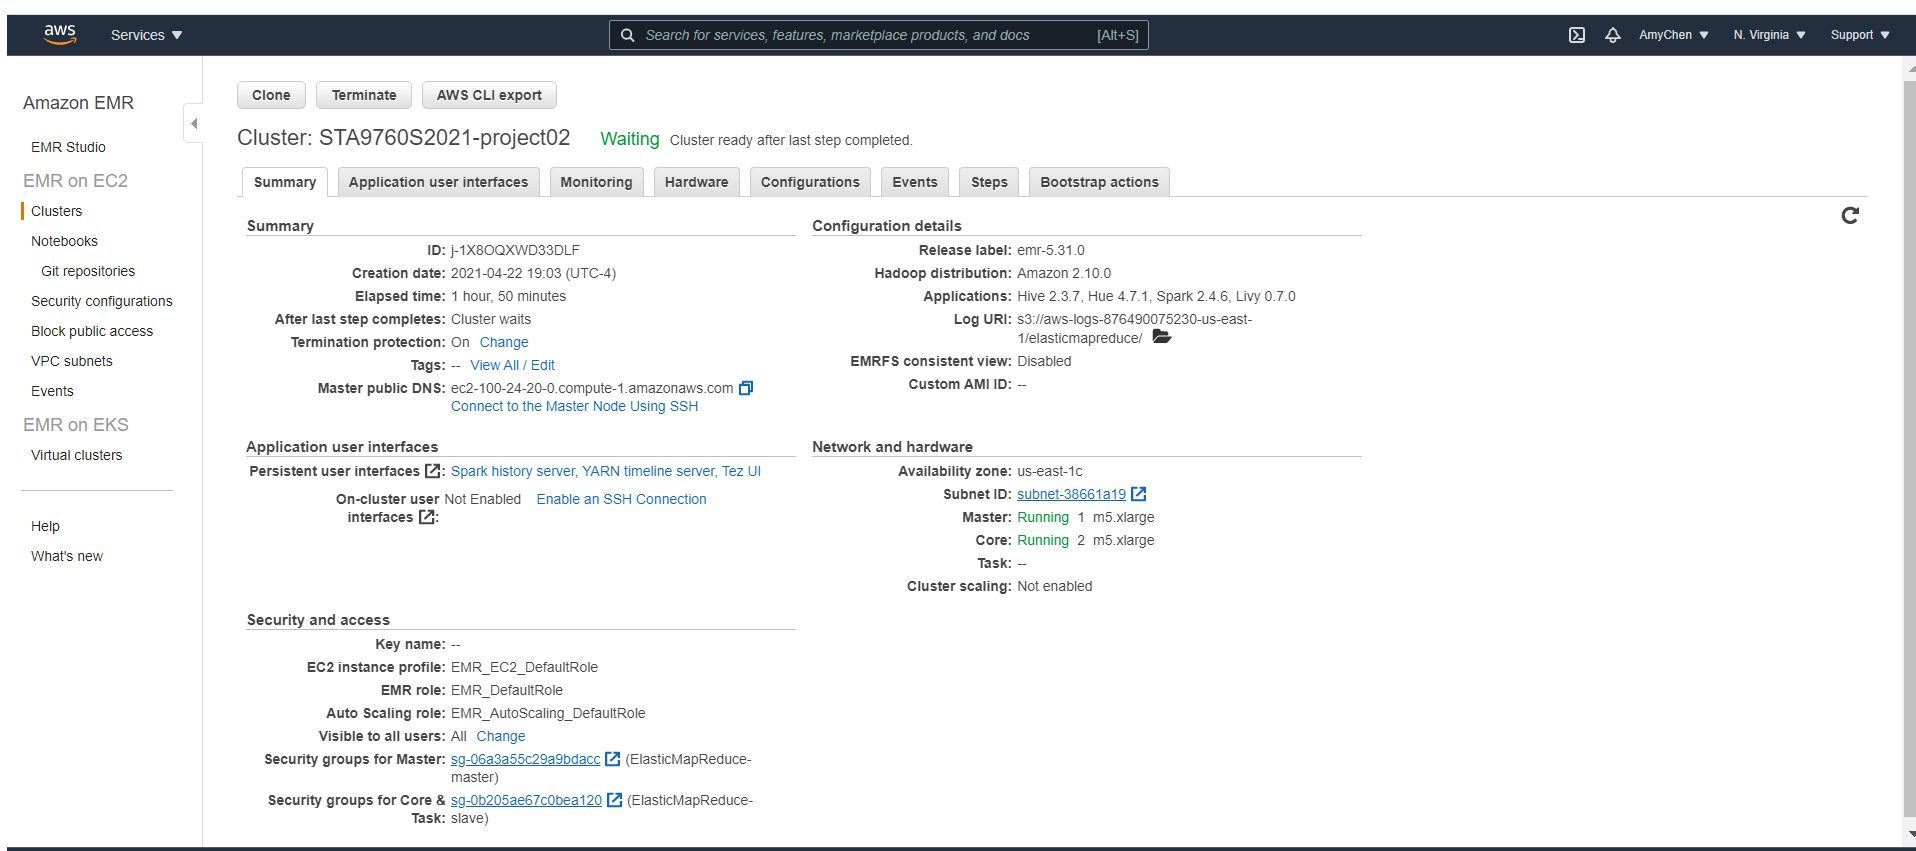 aws
Services
Search for services, features, marketplace products, and docs [Alt+S]
AmyChen
N. Virginia
Support
Amazon EMR
EMR Studio
EMR on EC2
Clusters
Notebooks
Git repositories
Security configurations
Block public access
VPC subnets
Events
EMR on EKS
Virtual clusters
Help
What's new
Clone Terminate AWS CLI export
Cluster: STA9760S2021-project02 Waiting Cluster ready after last step completed.
Summary Application user interfaces Monitoring Hardware Configurations Events Steps Bootstrap actions
Summary
ID: j-1X8OQXWD33DLF
Creation date: 2021-04-22 19:03 (UTC-4)
Elapsed time: 1 hour, 50 minutes
After last step completes: Cluster waits
Termination protection: On Change
Tags: -- View All / Edit
Master public DNS: ec2-100-24-20-0.compute-1.amazonaws.com
Connect to the Master Node Using SSH
Configuration details
Release label: emr-5.31.0
Hadoop distribution: Amazon 2.10.0
Applications: Hive 2.3.7, Hue 4.7.1, Spark 2.4.6, Livy 0.7.0
Log URI: s3://aws-logs-876490075230-us-east-
1/elasticmapreduce/
EMRFS consistent view: Disabled
Custom AMI ID: --
Application user interfaces
Persistent user interfaces : Spark history server, YARN timeline server, Tez UI
On-cluster user Not Enabled Enable an SSH Connection
interfaces :
Network and hardware
Availability zone: us-east-1c
Subnet ID: subnet-38661a19
Master: Running 1 m5.xlarge
Core: Running 2 m5.xlarge
Task: --
Cluster scaling: Not enabled
Security and access
Key name: --
EC2 instance profile: EMR_EC2_DefaultRole
EMR role: EMR_DefaultRole
Auto Scaling role: EMR_AutoScaling_DefaultRole
Visible to all users: All Change
Security groups for Master: sg-06a3a55c29a9bdacc (ElasticMapReduce-
master)
Security groups for Core & sg-0b205ae67c0bea120 (ElasticMapReduce-
Task: slave)